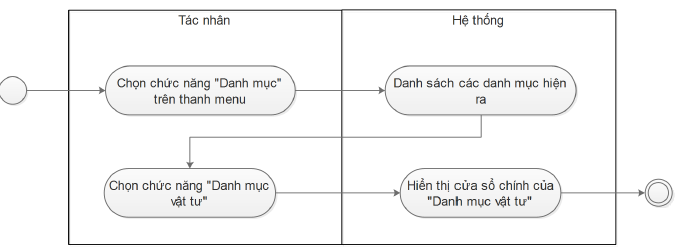 Tác nhân
Hệ thống
Chọn chức năng "Danh mục"
trên thanh menu
Danh sách các danh mục hiện
ra
Chọn chức năng "Danh mục
vật tư"
Hiển thị cửa sổ chính của
"Danh mục vật tư"